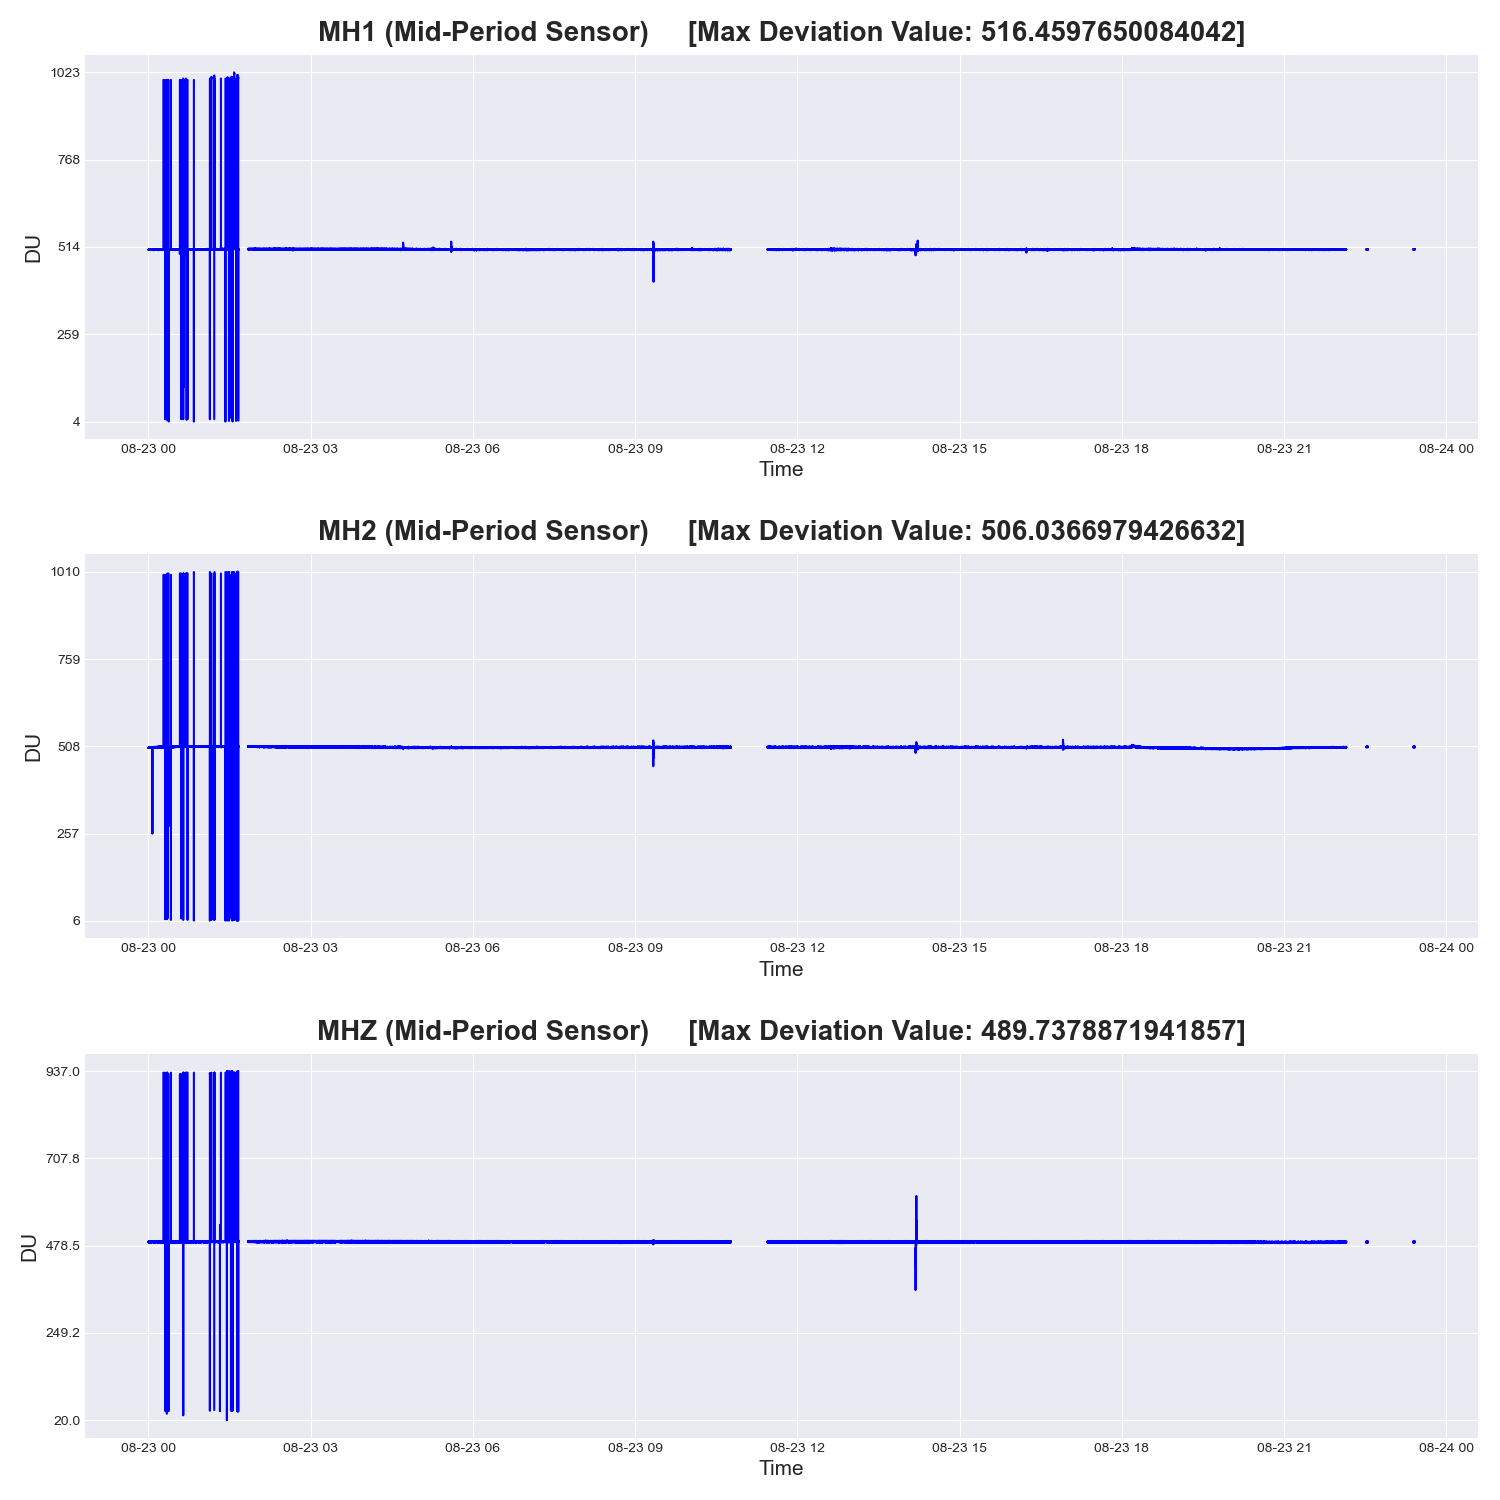 MH1 (Mid-Period Sensor) [Max Deviation Value: 516.4597650084042]
1023
768
514
259
4
DU
08-23 00 08-23 03 08-23 06 08-23 09 08-23 12 08-23 15 08-23 18 08-23 21 08-24 00
Time
MH2 (Mid-Period Sensor) [Max Deviation Value: 506.0366979426632]
1010
759
508
257
6
DU
08-23 00 08-23 03 08-23 06 08-23 09 08-23 12 08-23 15 08-23 18 08-23 21 08-24 00
Time
MHZ (Mid-Period Sensor) [Max Deviation Value: 489.7378871941857]
937.0
707.8
478.5
249.2
20.0
DU
08-23 00 08-23 03 08-23 06 08-23 09 08-23 12 08-23 15 08-23 18 08-23 21 08-24 00
Time